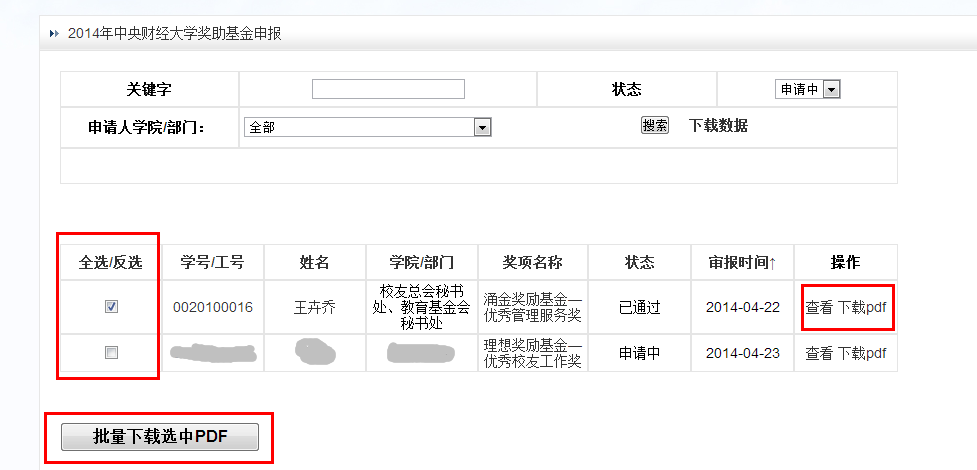 2014年中央财经大学奖助基金申报
关键字 状态 申请中
申请人学院/部门： 全部 搜索 下载数据
全选/反选 学号/工号 姓名 学院/部门 奖项名称 状态 审报时间↑ 操作
0020100016 王卉乔 校友总会秘书
处、教育基金会
秘书处 涌金奖励基金—
优秀管理服务奖 已通过 2014-04-22 查看 下载pdf
理想奖励基金—
优秀校友工作奖 申请中 2014-04-23 查看 下载pdf
批量下载选中PDF